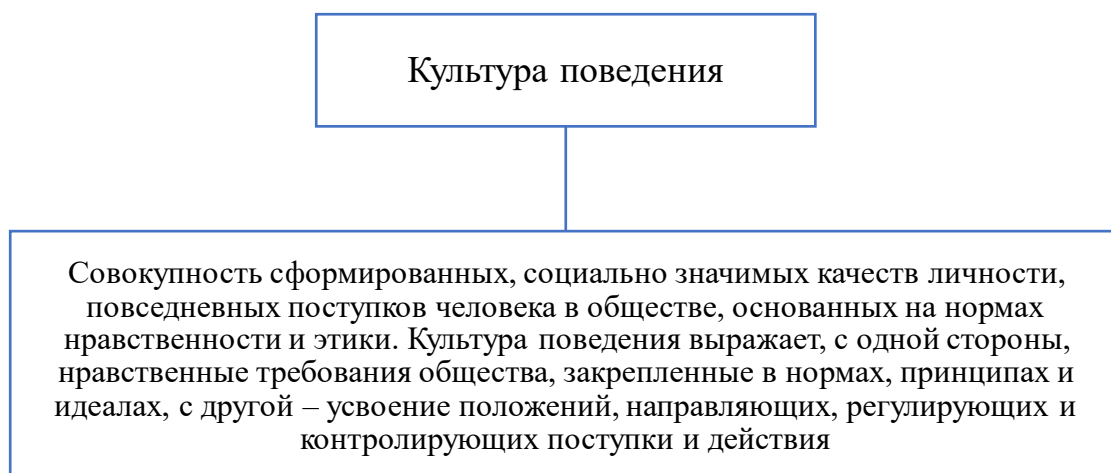 Культура поведения
Совокупность сформированных, социально значимых качеств личности,
повседневных поступков человека в обществе, основанных на нормах
нравственности и этики. Культура поведения выражает, с одной стороны,
нравственные требования общества, закрепленные в нормах, принципах и
идеалах, с другой – усвоение положений, направляющих, регулирующих и
контролирующих поступки и действия